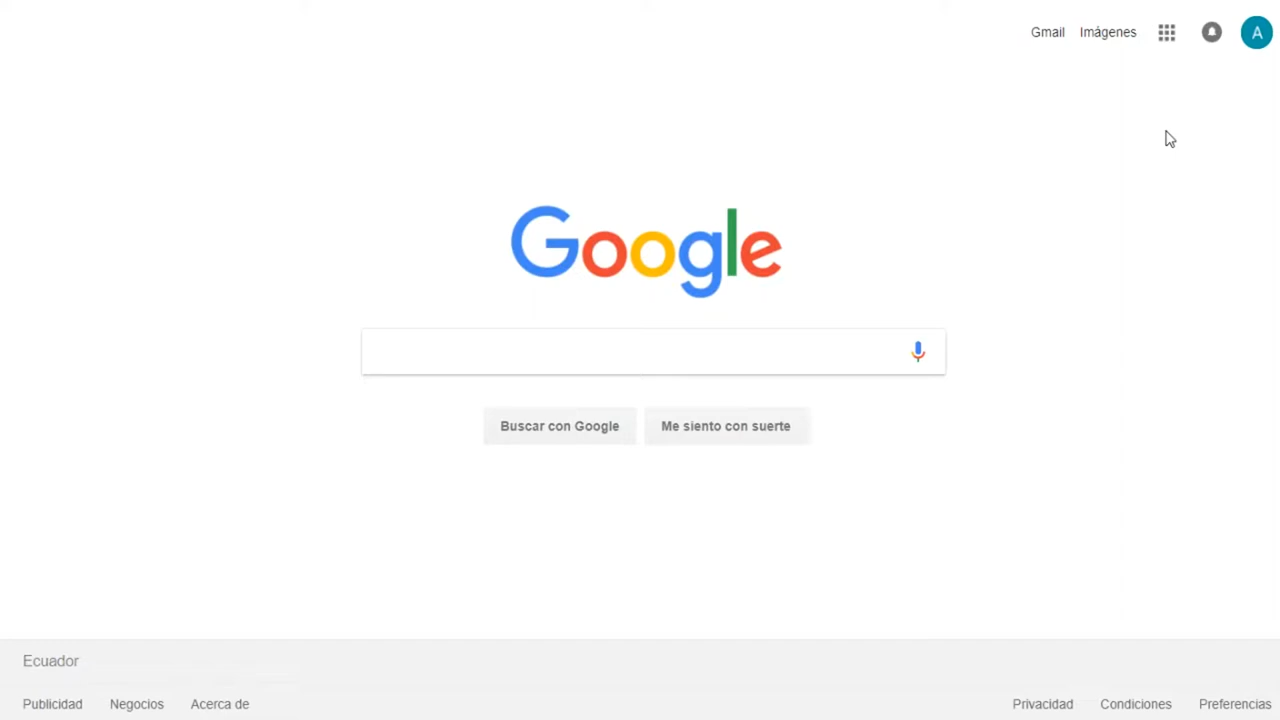 Gmail Imágenes A
Google
Buscar con Google Me siento con suerte
Ecuador
Publicidad Negocios Acerca de Privacidad Condiciones Preferencias